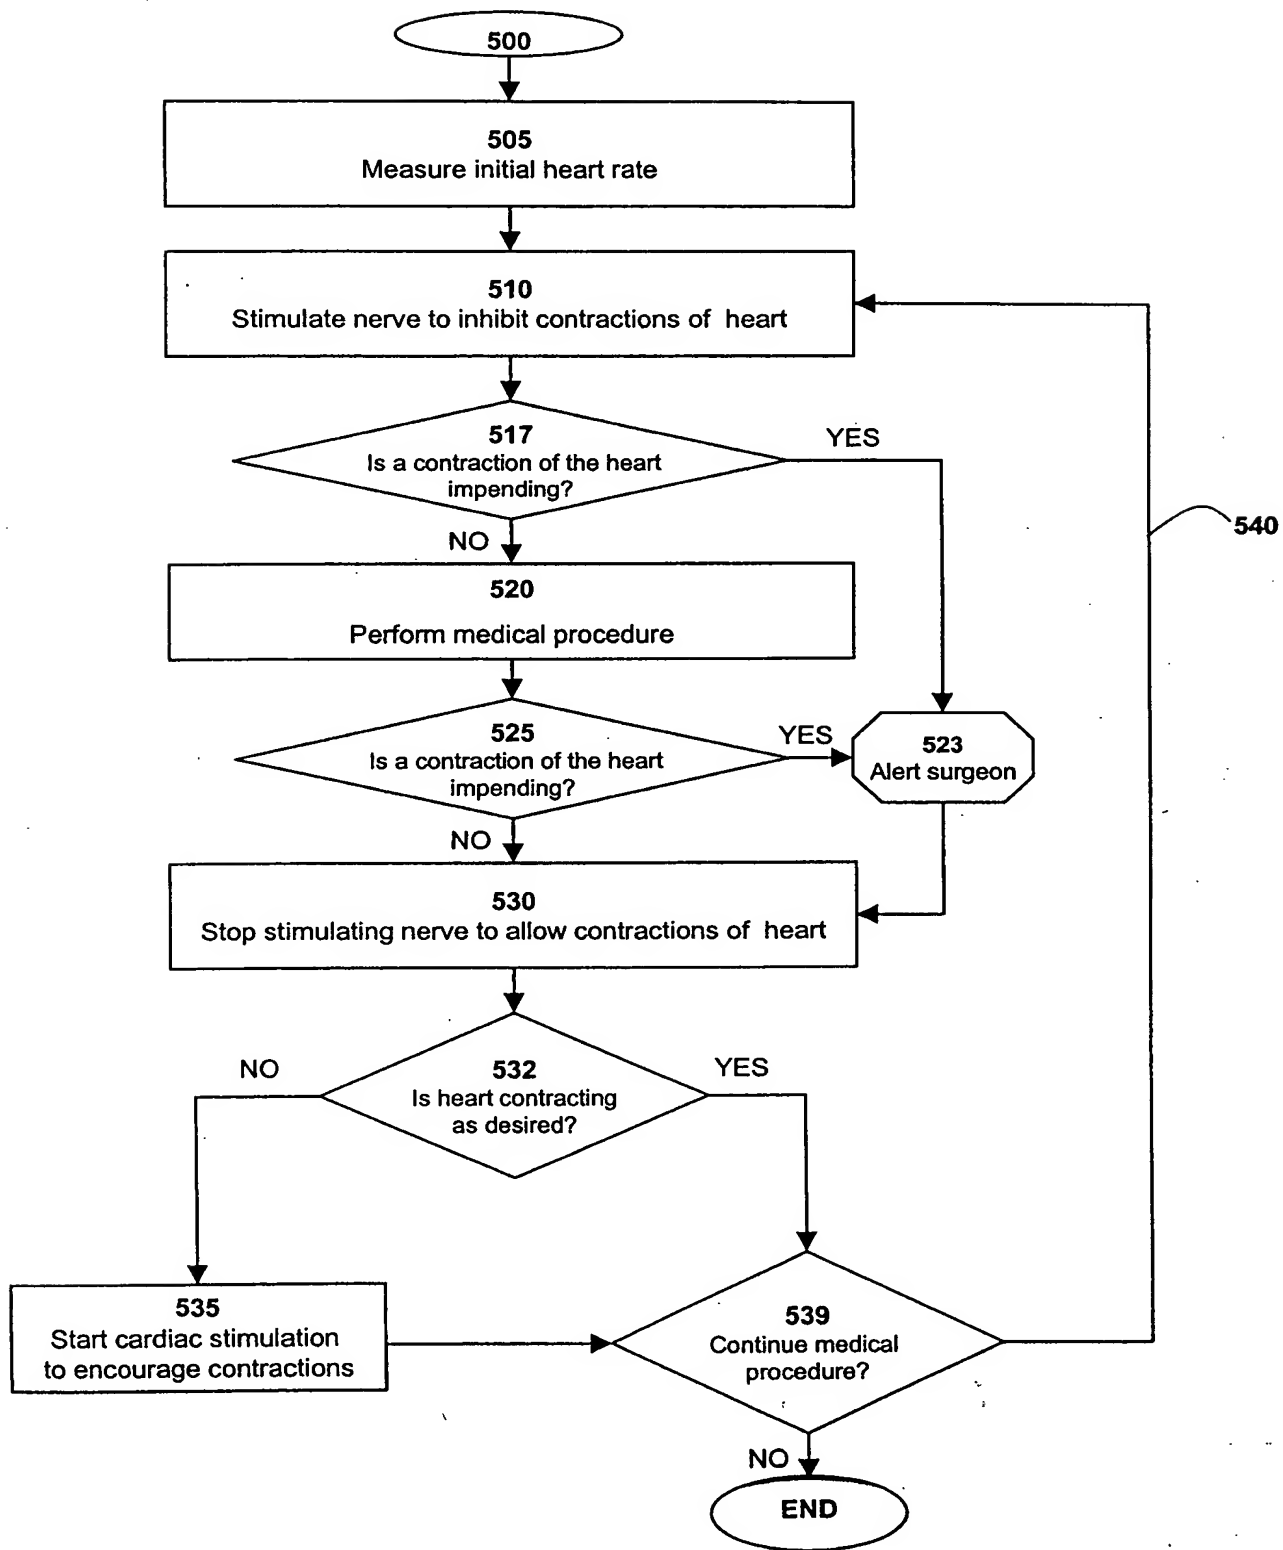 500
505
Measure initial heart rate
510
Stimulate nerve to inhibit contractions of heart
517
Is a contraction of the heart
impending?
YES
NO
540
520
Perform medical procedure
525
Is a contraction of the heart
impending?
YES
523
Alert surgeon
NO
530
Stop stimulating nerve to allow contractions of heart
532
Is heart contracting
as desired?
NO
YES
535
Start cardiac stimulation
to encourage contractions
539
Continue medical
procedure?
NO
END